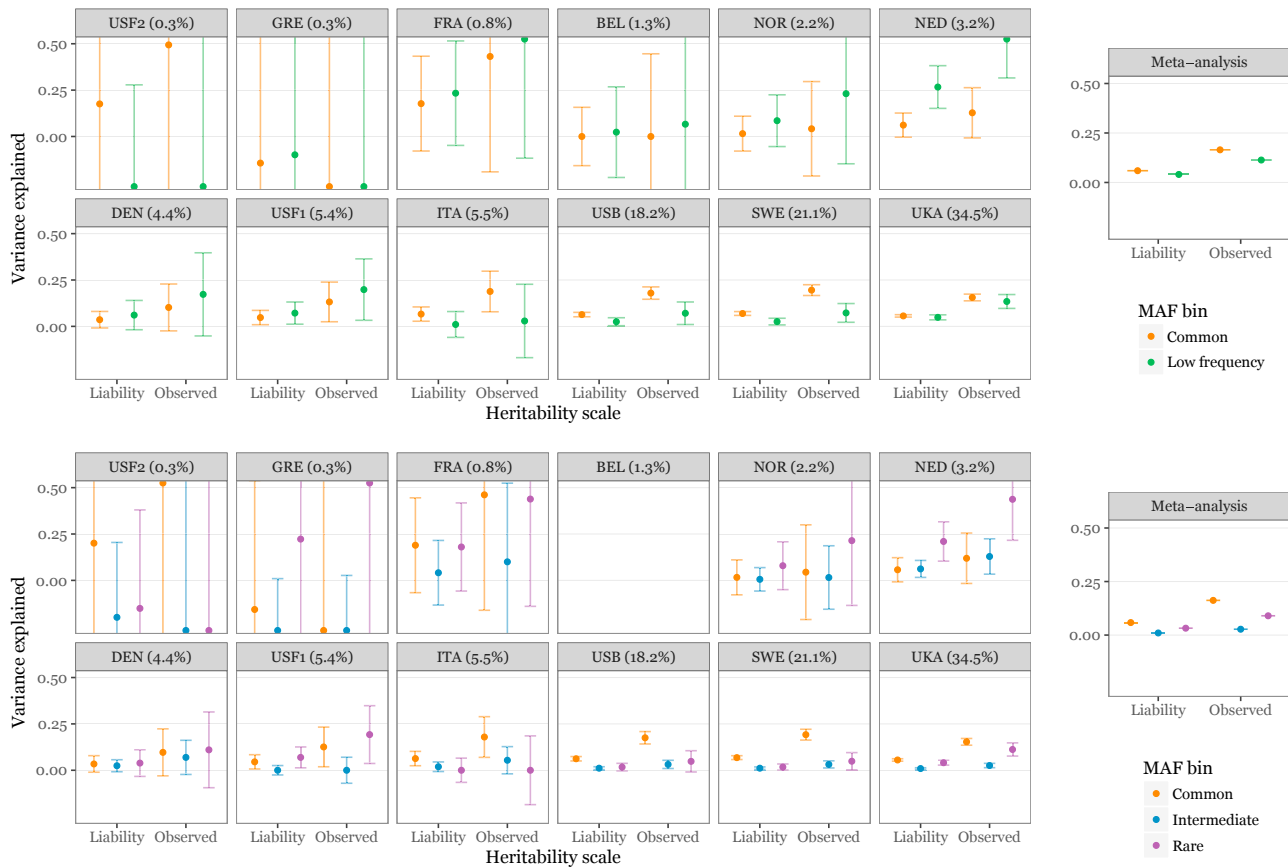 USF2 (0.3%) GRE (0.3%) FRA (0.8%) BEL (1.3%) NOR (2.2%) NED (3.2%)
0.50
0.25
0.00
DEN (4.4%) USF1 (5.4%) ITA (5.5%) USB (18.2%) SWE (21.1%) UKA (34.5%)
0.50
0.25
0.00
Variance explained
Liability Observed Liability Observed Liability Observed Liability Observed Liability Observed Liability Observed
Heritability scale
Meta−analysis
0.50
0.25
0.00
Liability Observed
MAF bin
Common
Low frequency
USF2 (0.3%) GRE (0.3%) FRA (0.8%) BEL (1.3%) NOR (2.2%) NED (3.2%)
0.50
0.25
0.00
DEN (4.4%) USF1 (5.4%) ITA (5.5%) USB (18.2%) SWE (21.1%) UKA (34.5%)
0.50
0.25
0.00
Variance explained
Liability Observed Liability Observed Liability Observed Liability Observed Liability Observed Liability Observed
Heritability scale
Meta−analysis
0.50
0.25
0.00
Liability Observed
MAF bin
Common
Intermediate
Rare